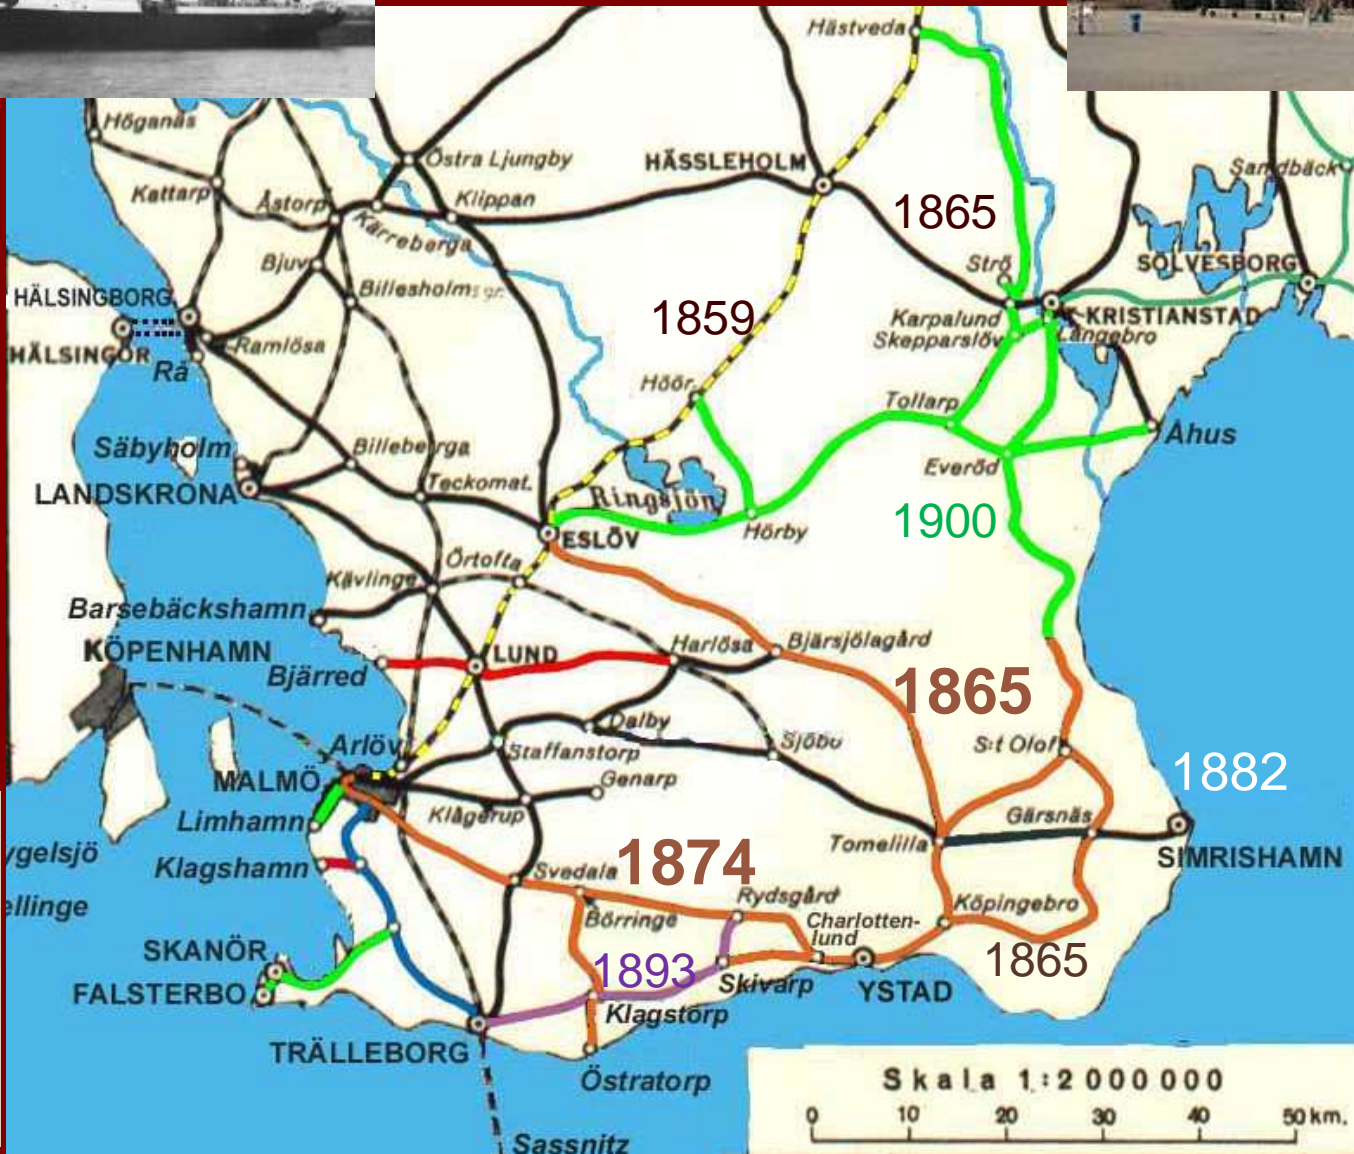 Hästveda
Höganäs
Östra Ljungby
HÄSSLEHOLM
Sandbäck
Kattarp
Åstorp
Klippan
1865
Kärreberga
Bjuv
Strö
SÖLVESBORG
HÄLSINGBORG
Billesholmsgr.
1859
Karpalund
KRISTIANSTAD
HÄLSINGÖR
Ramlösa
Skepparslöv
Långebro
Rå
Höör
Tollarp
Säbyholm
Billeberga
Åhus
Everöd
LANDSKRONA
Teckomat.
Ringsjön
1900
Hörby
ESLÖV
Örtofta
Kävlinge
Barsebäckshamn
KÖPENHAMN
LUND
Harlösa
Bjärsjölagård
Bjärred
1865
Arlöv
Dalby
Sjöbo
S:t Olof
MALMÖ
Staffanstorp
1882
Genarp
Limhamn
Klågerup
Gärsnäs
ygelsjö
Tomelilla
SIMRISHAMN
Klagshamn
Svedala
1874
ellinge
Rydsgård
Köpingebro
Börringe
Charlotten-
lund
SKANÖR
1893
1865
FALSTERBO
Skivarp
YSTAD
Klagstorp
TRÄLLEBORG
Östratorp
Skala 1:2 000 000
0 10 20 30 40 50 km.
Sassnitz